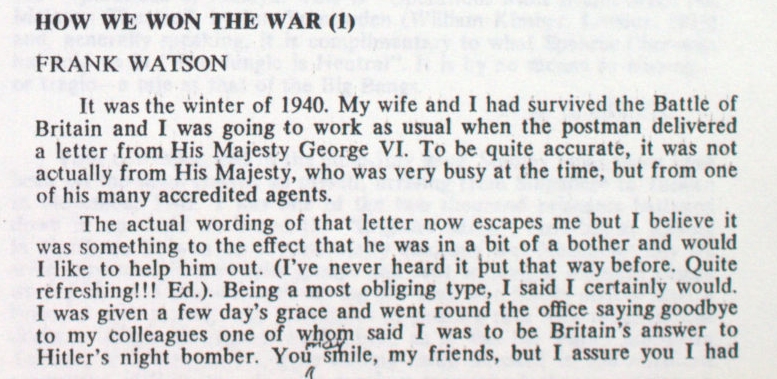 HOW WE WON THE WAR (1)
FRANK WATSON
It was the winter of 1940. My wife and I had survived the Battle of
Britain and I was going to work as usual when the postman delivered
a letter from His Majesty George VI. To be quite accurate, it was not
actually from His Majesty, who was very busy at the time, but from one
of his many accredited agents.
The actual wording of that letter now escapes me but I believe it
was something to the effect that he was in a bit of a bother and would
I like to help him out. (I've never heard it put that way before. Quite
refreshing!!! Ed.). Being a most obliging type, I said I certainly would.
I was given a few day's grace and went round the office saying goodbye
to my colleagues one of whom said I was to be Britain's answer to
Hitler's night bomber. You may smile, my friends, but I assure you I had